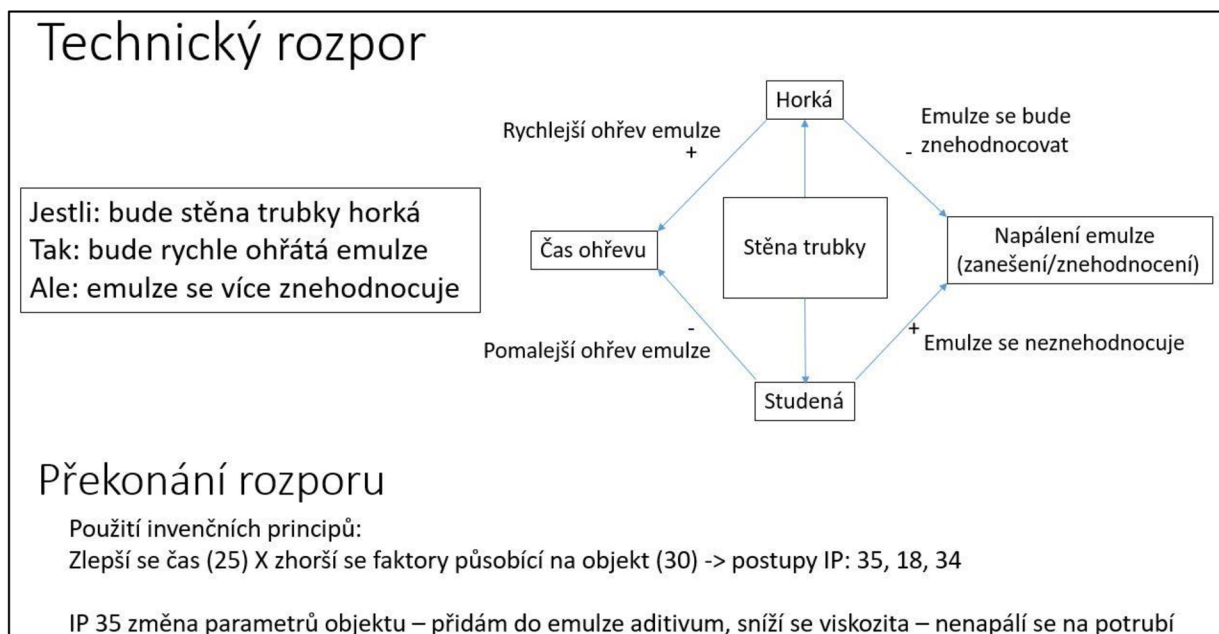 Technický rozpor
Horká
Rychlejší ohřev emulze
+
Emulze se bude
-
znehodnocovat
Jestli: bude stěna trubky horká
Tak: bude rychle ohřátá emulze
Ale: emulze se více znehodnocuje
Čas ohřevu
Stěna trubky
Napálení emulze
(zanešení/znehodnocení)
-
Pomalejší ohřev emulze
+
Emulze se neznehodnocuje
Studená
Překonání rozporu
Použití invenčních principů:
Zlepší se čas (25) X zhorší se faktory působící na objekt (30) -> postupy IP: 35, 18, 34
IP 35 změna parametrů objektu – přidám do emulze aditivum, sníží se viskozita – nenapálí se na potrubí